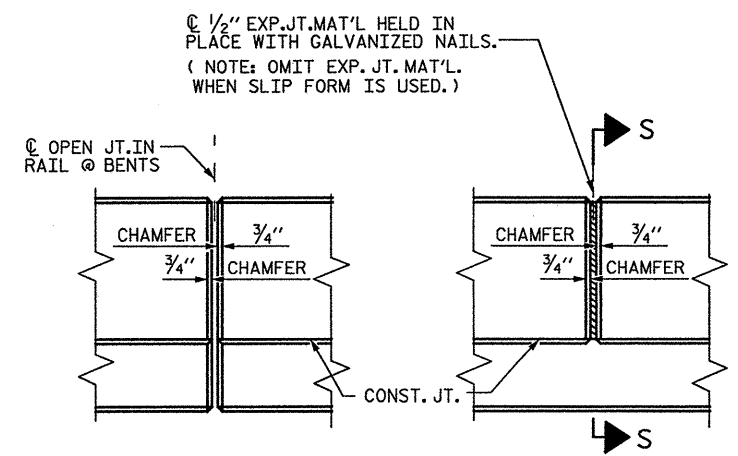 ℄ 1/2" EXP.JT.MAT'L HELD IN
PLACE WITH GALVANIZED NAILS.
( NOTE: OMIT EXP. JT. MAT'L.
WHEN SLIP FORM IS USED.)
S
℄ OPEN JT.IN
RAIL @ BENTS
CHAMFER 3/4"
3/4" CHAMFER
CHAMFER 3/4"
3/4" CHAMFER
CONST. JT.
S